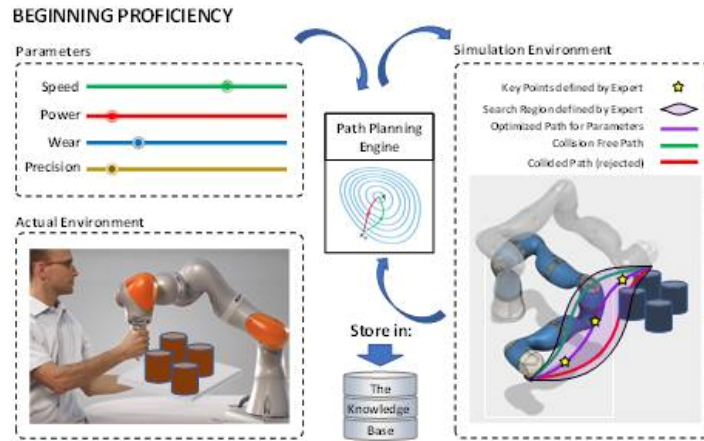 BEGINNING PROFICIENCY
Parameters
Speed
Power
Wear
Precision
Actual Environment
Path Planning
Engine
Store in:
The
Knowledge
Base
Simulation Environment
Key Points defined by Expert
Search Region defined by Expert
Optimized Path for Parameters
Collision Free Path
Collided Path (rejected)